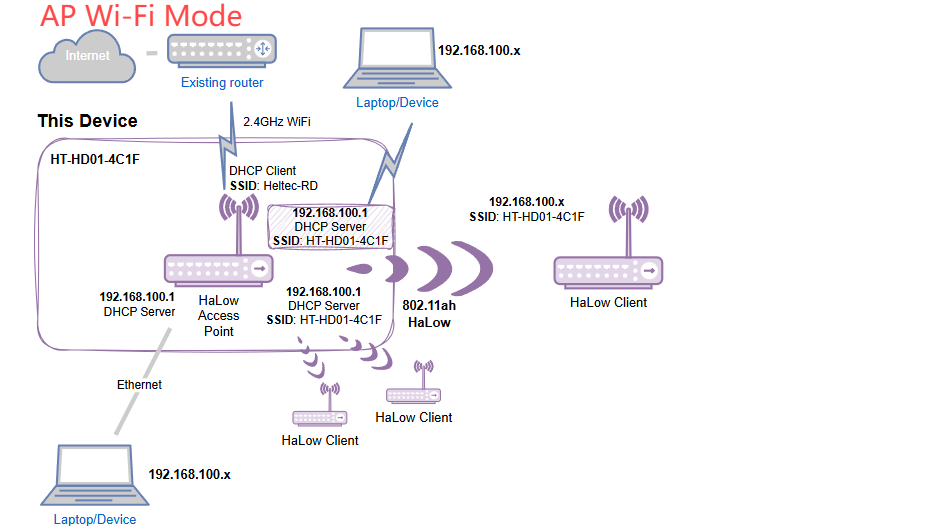 AP Wi-Fi Mode
Internet
Existing router
192.168.100.x
Laptop/Device
This Device
2.4GHz WiFi
HT-HD01-4C1F
DHCP Client
SSID: Heltec-RD
192.168.100.1
DHCP Server
SSID: HT-HD01-4C1F
192.168.100.x
SSID: HT-HD01-4C1F
192.168.100.1
DHCP Server
HaLow
Access
Point
192.168.100.1
DHCP Server
SSID: HT-HD01-4C1F
802.11ah
HaLow
HaLow Client
Ethernet
HaLow Client
HaLow Client
192.168.100.x
Laptop/Device